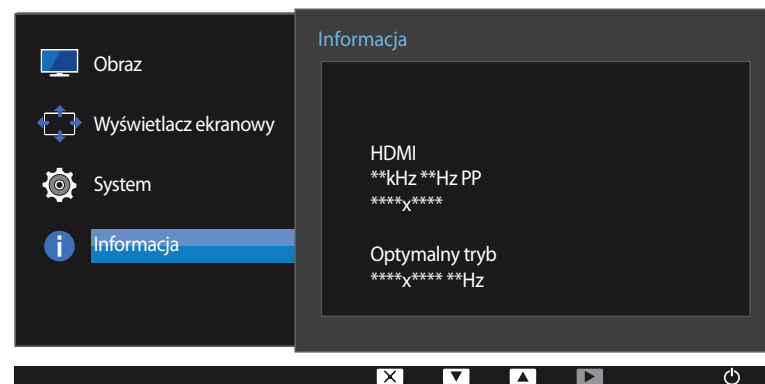 Obraz
Wyświetlacz ekranowy
System
Informacja
Informacja
HDMI
**kHz **Hz PP
****x****
Optymalny tryb
****x**** **Hz